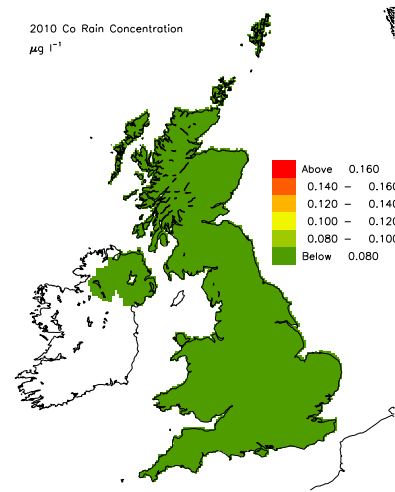 2010 Co Rain Concentration
μg l⁻¹
Above 0.160
0.140 – 0.160
0.120 – 0.140
0.100 – 0.120
0.080 – 0.100
Below 0.080